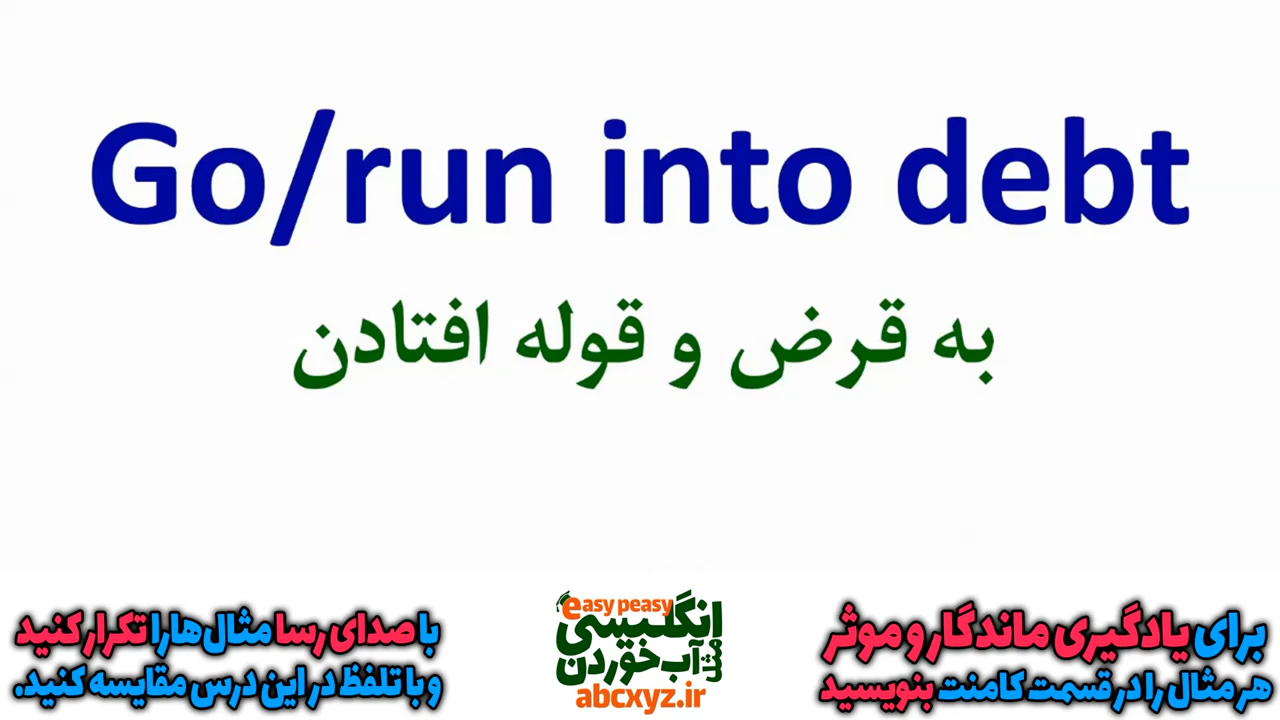 Go/run into debt
به قرض و قوله افتادن
برای یادگیری ماندگار و موثر
هر مثال را در قسمت کامنت بنویسید
easy peasy
انگلیسی
مثل آب خوردن
abcxyz.ir
با صدای رسا مثال‌ها را تکرار کنید
و با تلفظ در این درس مقایسه کنید.